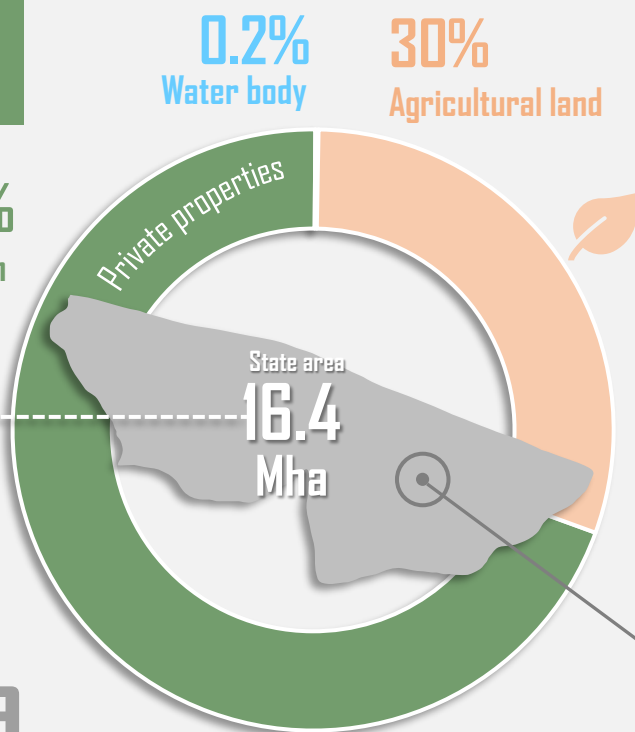 0.2%
Water body
30%
Agricultural land
%
Private properties
State area
16.4
Mha